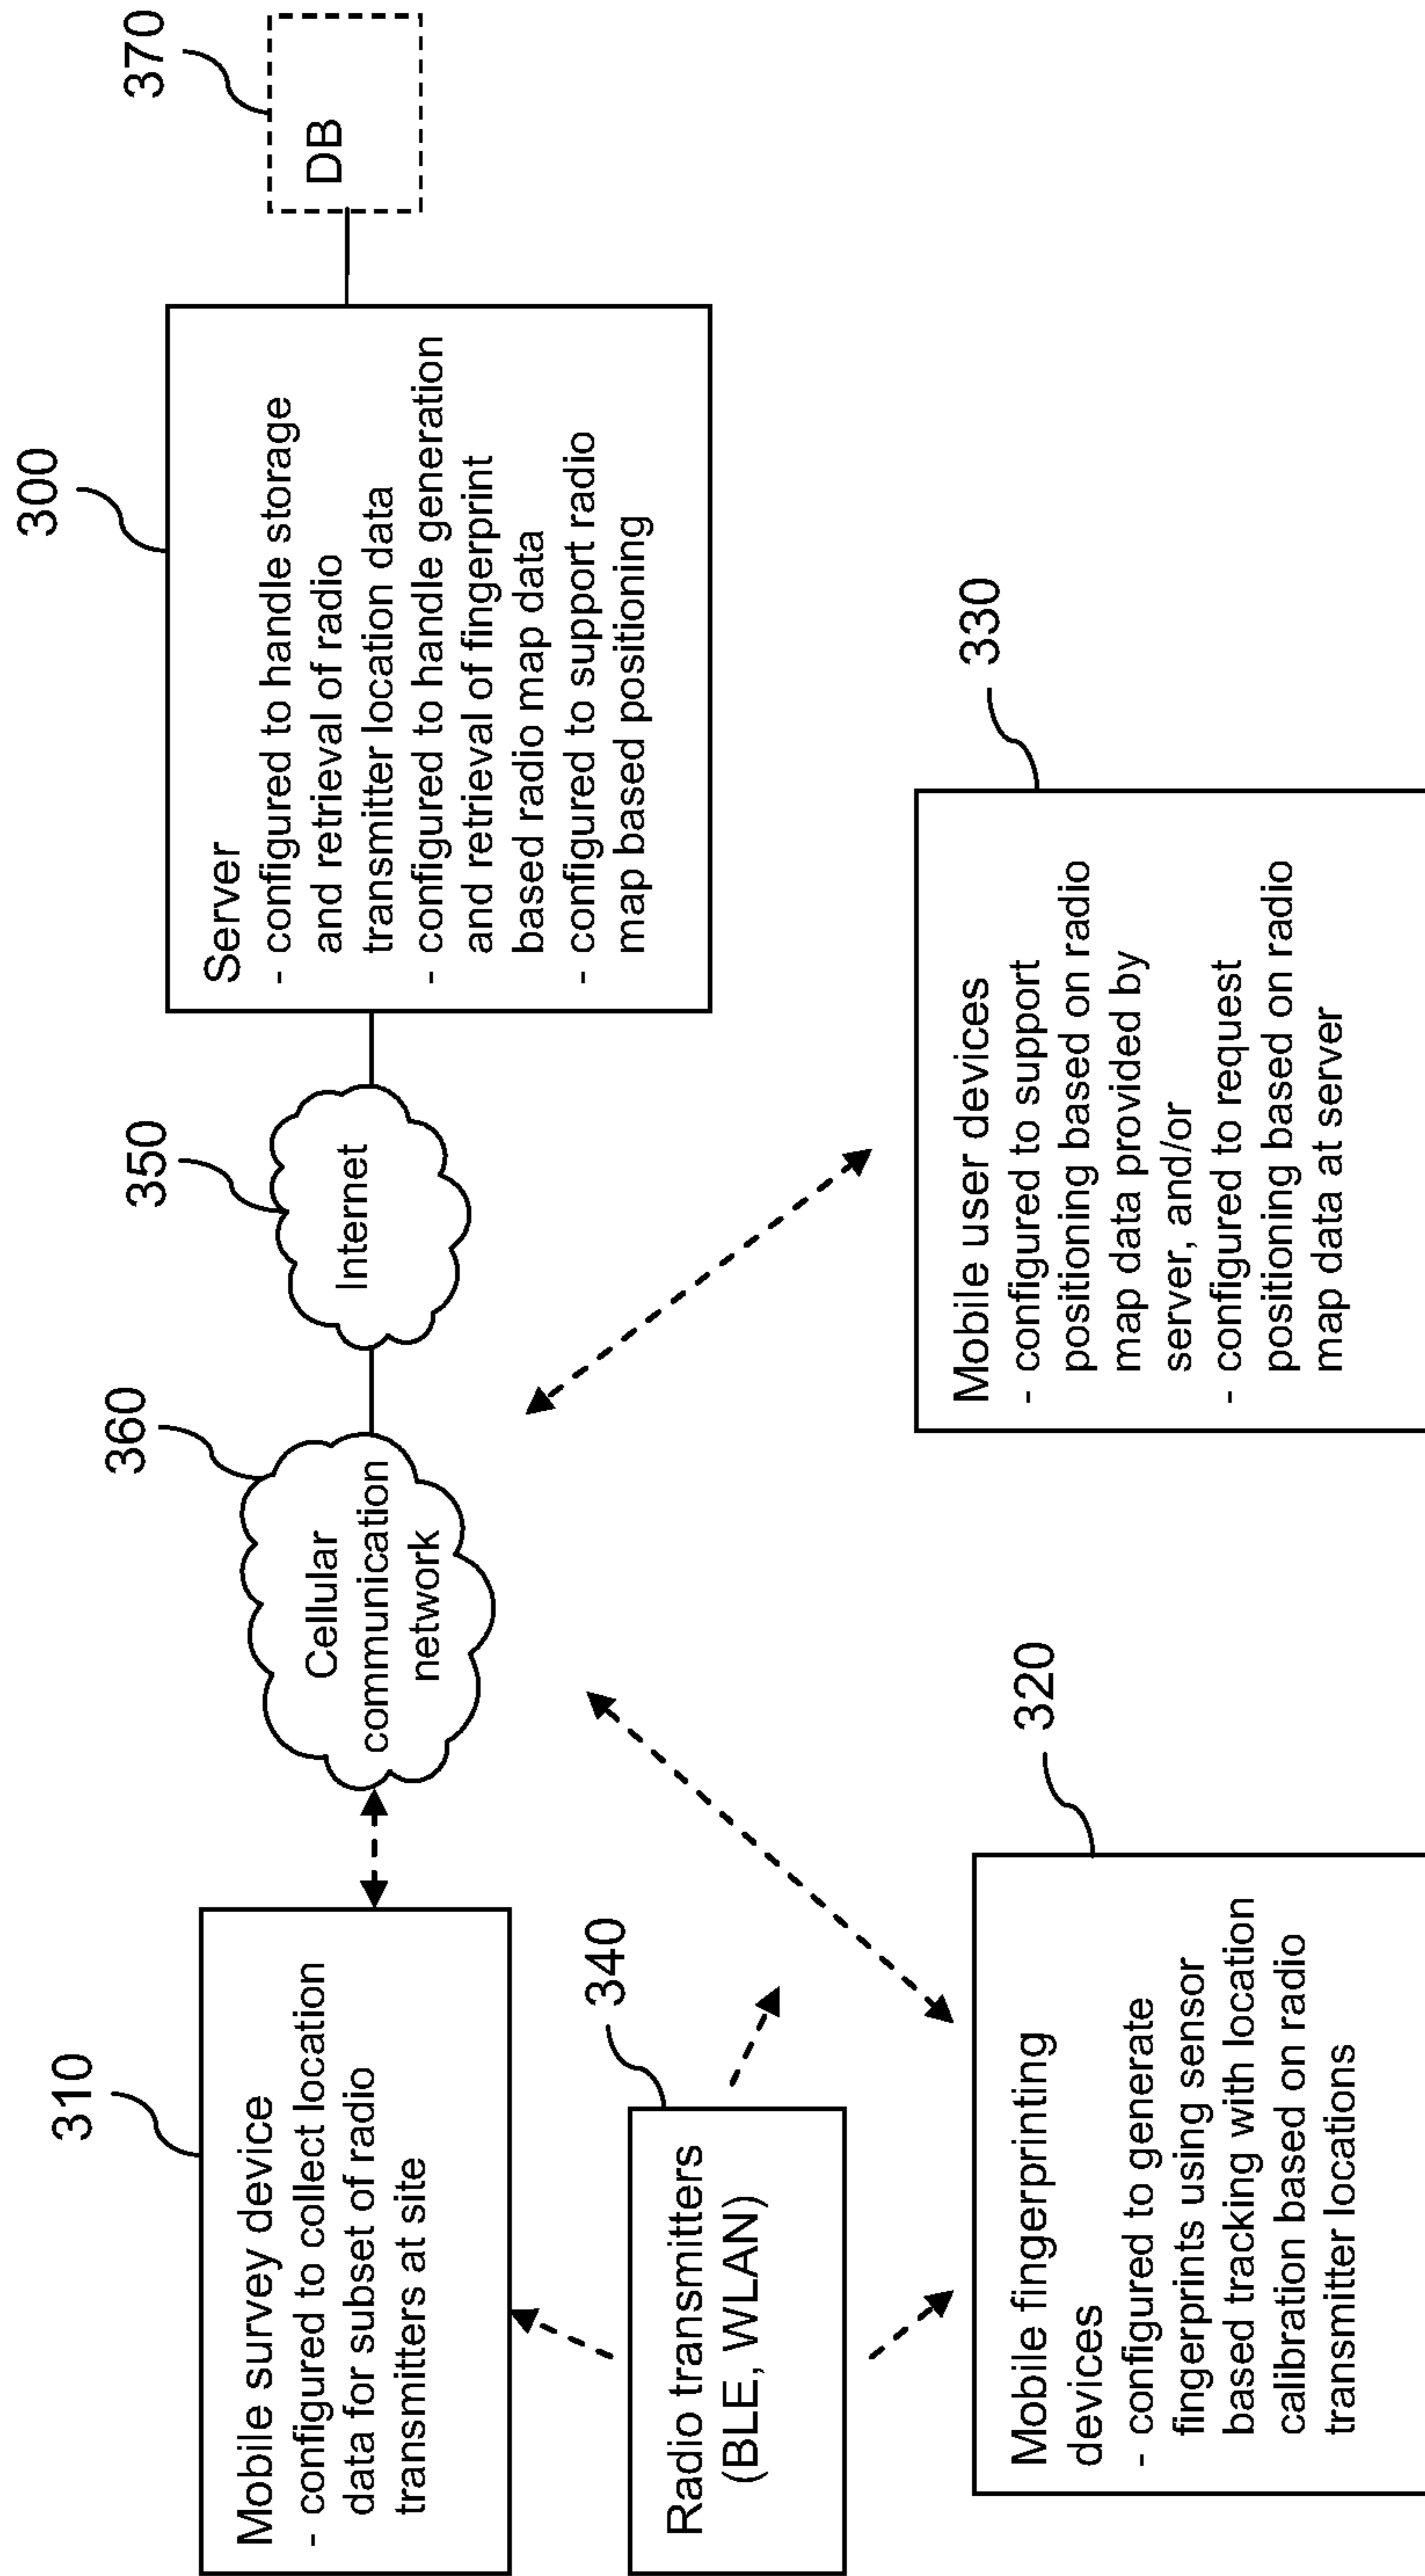 310
Mobile survey device
- configured to collect location
data for subset of radio
transmitters at site
360
Cellular
communication
network
350
Internet
300
Server
- configured to handle storage
and retrieval of radio
transmitter location data
- configured to handle generation
and retrieval of fingerprint
based radio map data
- configured to support radio
map based positioning
370
DB
340
Radio transmitters
(BLE, WLAN)
320
Mobile fingerprinting
devices
- configured to generate
fingerprints using sensor
based tracking with location
calibration based on radio
transmitter locations
330
Mobile user devices
- configured to support
positioning based on radio
map data provided by
server, and/or
- configured to request
positioning based on radio
map data at server